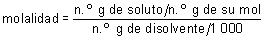 molalidad = n.° g de soluto/n.° g de su mol
n.° g de disolvente/1 000